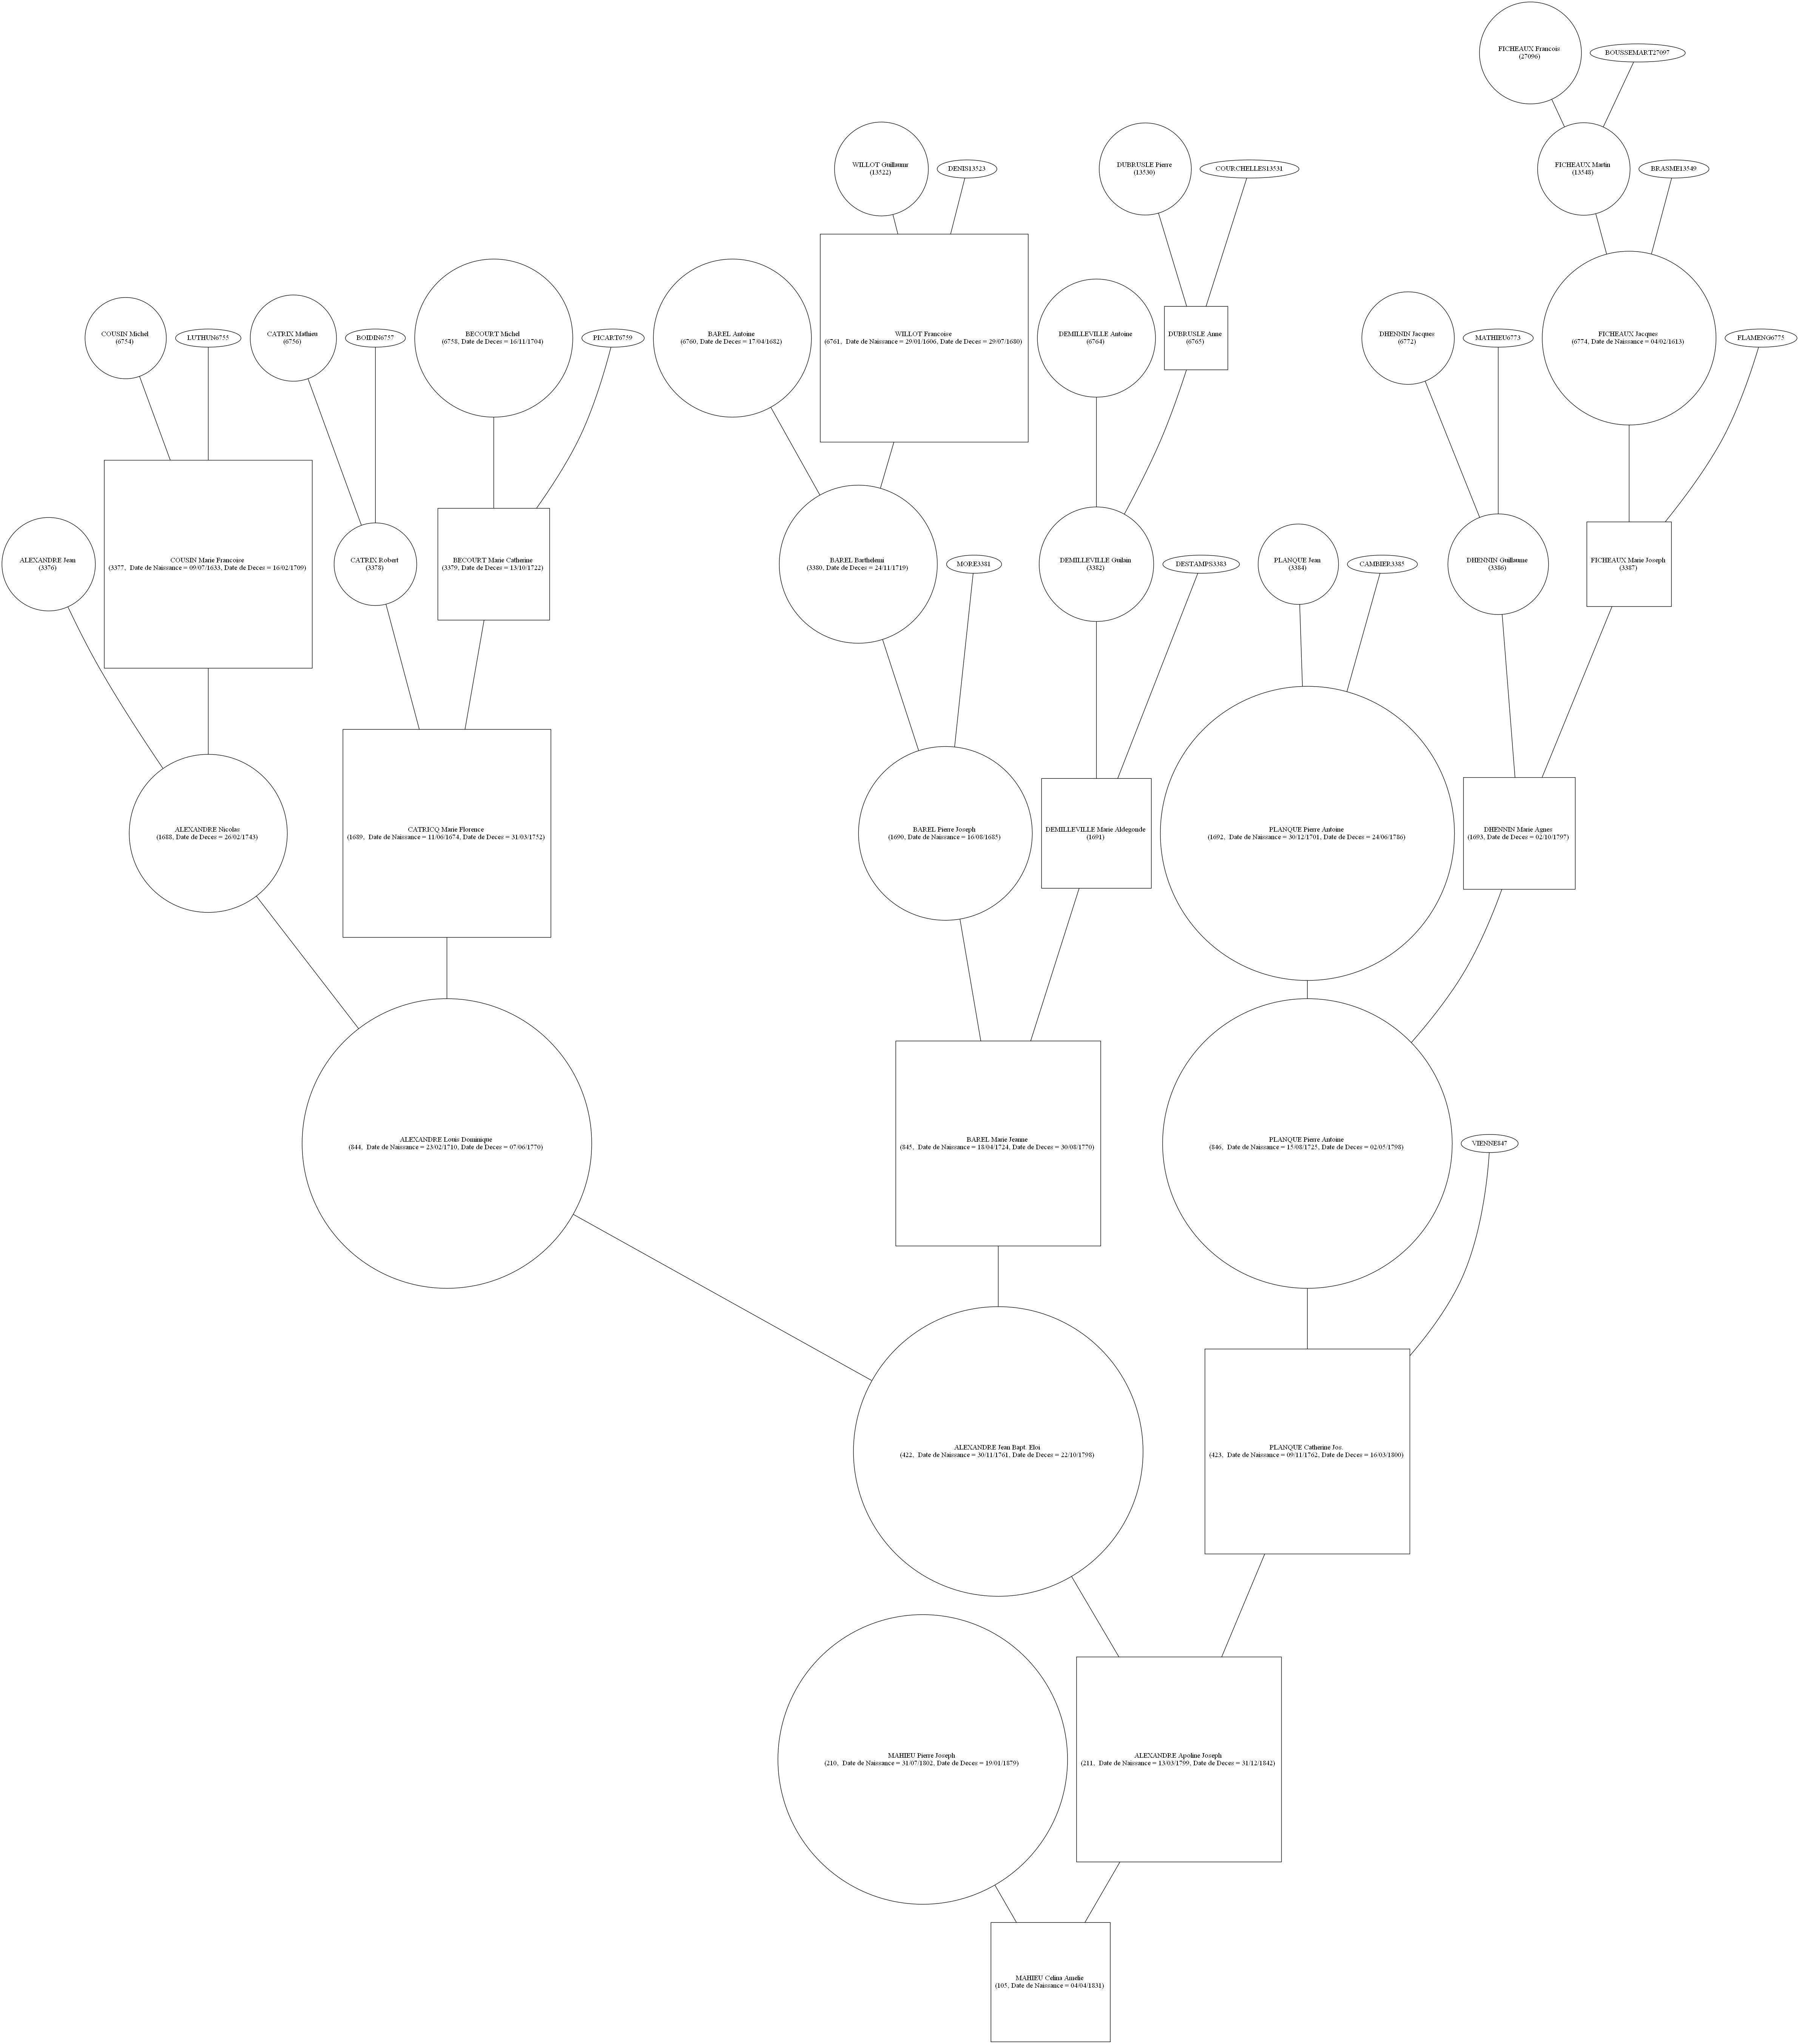 FICHEAUX Francois
(27096)
BOUSSEMART27097
WILLOT Guillaume
(13522)
DENIS13523
DUBRUSLE Pierre
(13530)
COURCHELLES13531
FICHEAUX Martin
(13548)
BRASME13549
COUSIN Michel
(6754)
LUTHUN6755
CATRIX Mathieu
(6756)
BOIDIN6757
BECOURT Michel
(6758, Date de Deces = 16/11/1704)
PICART6759
BAREL Antoine
(6760, Date de Deces = 17/04/1682)
WILLOT Francoise
(6761,  Date de Naissance = 29/01/1606, Date de Deces = 29/07/1680)
DEMILLEVILLE Antoine
(6764)
DUBRUSLE Anne
(6765)
DHENNIN Jacques
(6772)
MATHIEU6773
FICHEAUX Jacques
(6774, Date de Naissance = 04/02/1613)
FLAMENG6775
ALEXANDRE Jean
(3376)
COUSIN Marie Francoise
(3377,  Date de Naissance = 09/07/1633, Date de Deces = 16/02/1709)
CATRIX Robert
(3378)
BECOURT Marie Catherine
(3379, Date de Deces = 13/10/1722)
BAREL Barthelemi
(3380, Date de Deces = 24/11/1719)
MORE3381
DEMILLEVILLE Guilain
(3382)
DESTAMPS3383
PLANQUE Jean
(3384)
CAMBIER3385
DHENNIN Guillaume
(3386)
FICHEAUX Marie Joseph
(3387)
ALEXANDRE Nicolas
(1688, Date de Deces = 26/02/1743)
CATRICQ Marie Florence
(1689,  Date de Naissance = 11/06/1674, Date de Deces = 31/03/1752)
BAREL Pierre Joseph
(1690, Date de Naissance = 16/08/1685)
DEMILLEVILLE Marie Aldegonde
(1691)
PLANQUE Pierre Antoine
(1692,  Date de Naissance = 30/12/1701, Date de Deces = 24/06/1786)
DHENNIN Marie Agnes
(1693, Date de Deces = 02/10/1797)
ALEXANDRE Louis Dominique
(844,  Date de Naissance = 23/02/1710, Date de Deces = 07/06/1770)
BAREL Marie Jeanne
(845,  Date de Naissance = 18/04/1724, Date de Deces = 30/08/1770)
PLANQUE Pierre Antoine
(846,  Date de Naissance = 15/08/1725, Date de Deces = 02/05/1798)
VIENNE847
ALEXANDRE Jean Bapt. Eloi
(422,  Date de Naissance = 30/11/1761, Date de Deces = 22/10/1798)
PLANQUE Catherine Jos.
(423,  Date de Naissance = 09/11/1762, Date de Deces = 16/03/1800)
MAHIEU Pierre Joseph
(210,  Date de Naissance = 31/07/1802, Date de Deces = 19/01/1879)
ALEXANDRE Apoline Joseph
(211,  Date de Naissance = 13/03/1799, Date de Deces = 31/12/1842)
MAHIEU Celina Amelie
(105, Date de Naissance = 04/04/1831)